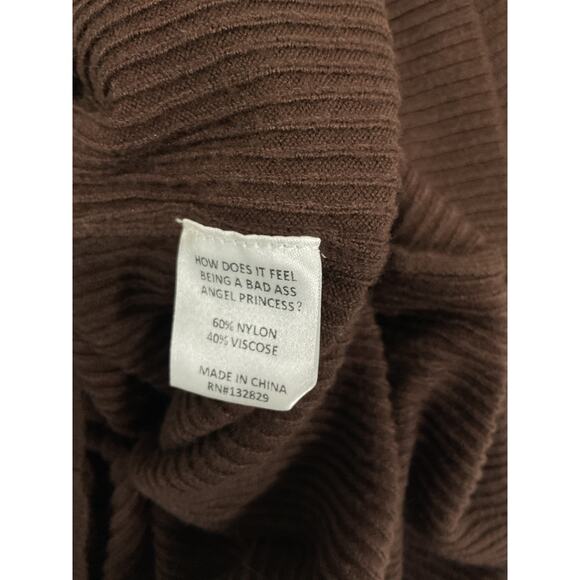 HOW DOES IT FEEL
BEING A BAD ASS
ANGEL PRINCESS?
60% NYLON
40% VISCOSE
MADE IN CHINA
RN#132829